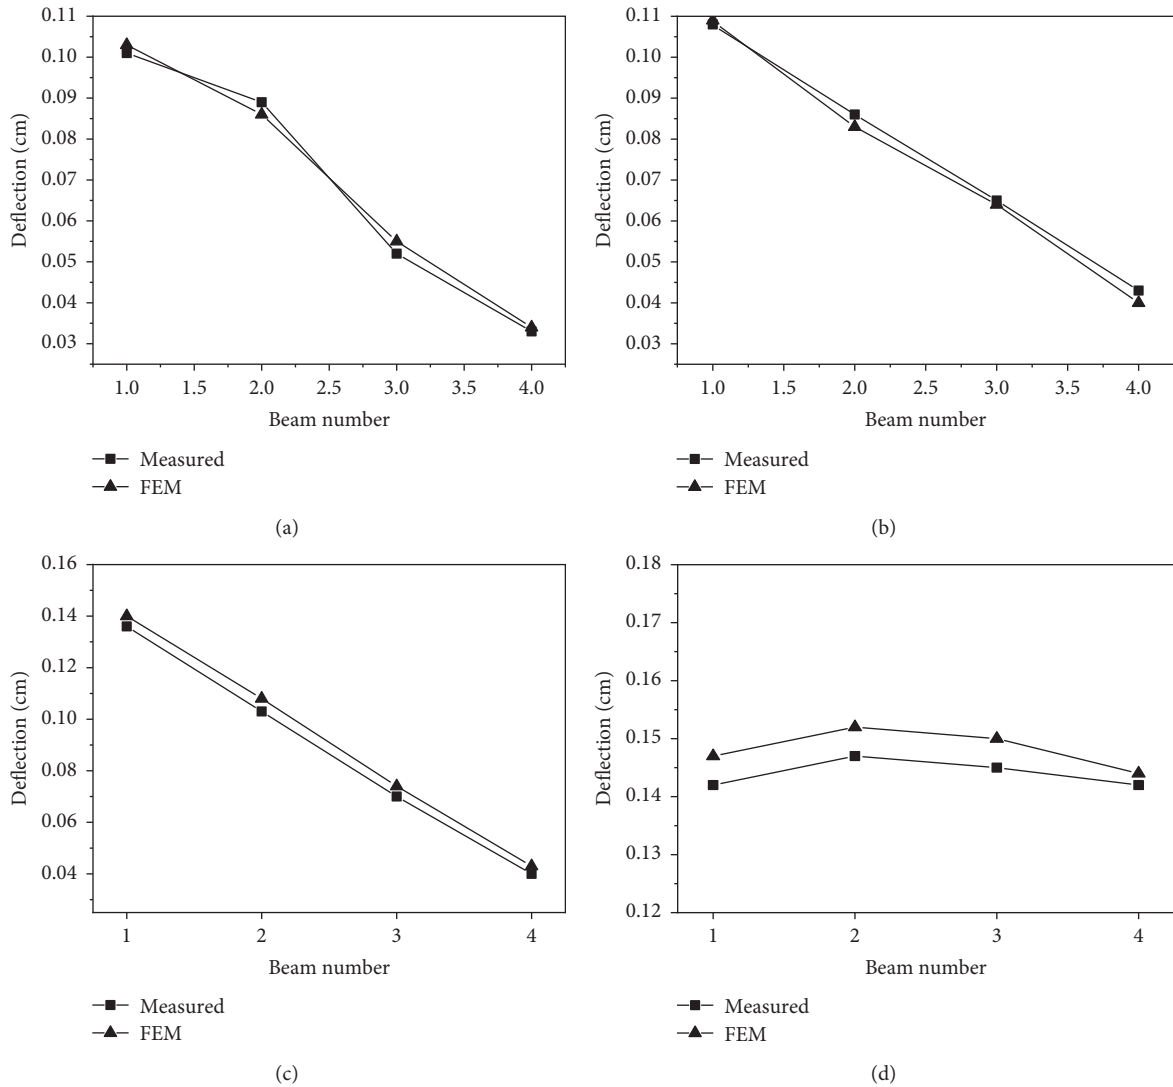 0.11
0.10
0.09
0.08
0.07
0.06
0.05
0.04
0.03
Deflection (cm)
1.0 1.5 2.0 2.5 3.0 3.5 4.0
Beam number
Measured
FEM
(a)
0.11
0.10
0.09
0.08
0.07
0.06
0.05
0.04
0.03
Deflection (cm)
1.0 1.5 2.0 2.5 3.0 3.5 4.0
Beam number
Measured
FEM
(b)
0.16
0.14
0.12
0.10
0.08
0.06
0.04
Deflection (cm)
1 2 3 4
Beam number
Measured
FEM
(c)
0.18
0.17
0.16
0.15
0.14
0.13
0.12
Deflection (cm)
1 2 3 4
Beam number
Measured
FEM
(d)